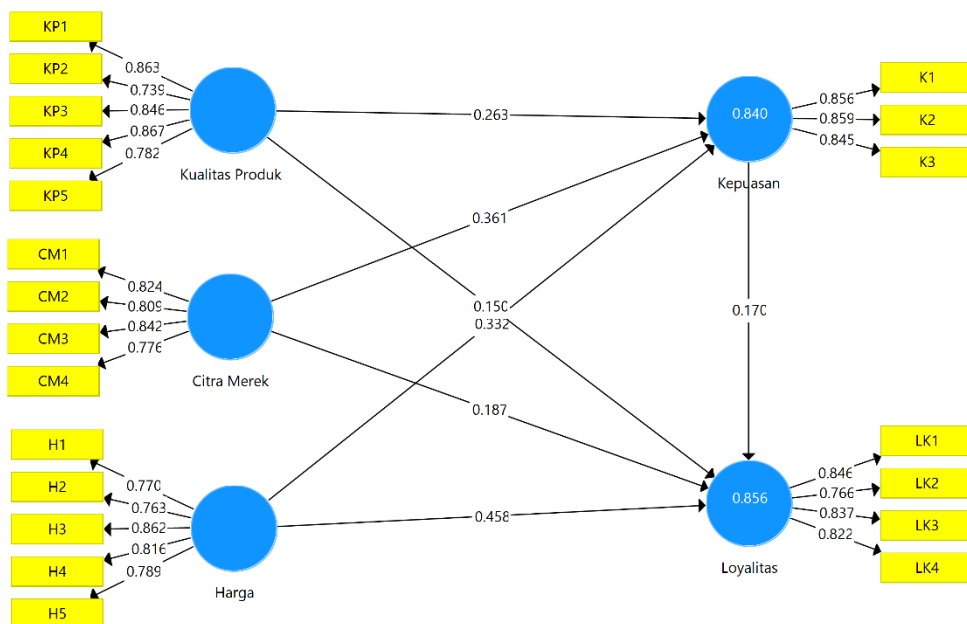 KP1
KP2
KP3
KP4
KP5
0.863
0.739
0.846
0.867
0.782
Kualitas Produk
CM1
CM2
CM3
CM4
0.824
0.809
0.842
0.776
Citra Merek
H1
H2
H3
H4
H5
0.770
0.763
0.862
0.816
0.789
Harga
0.263
0.361
0.150
0.332
0.187
0.458
0.170
0.840
Kepuasan
0.856
0.859
0.845
K1
K2
K3
0.856
Loyalitas
0.846
0.766
0.837
0.822
LK1
LK2
LK3
LK4